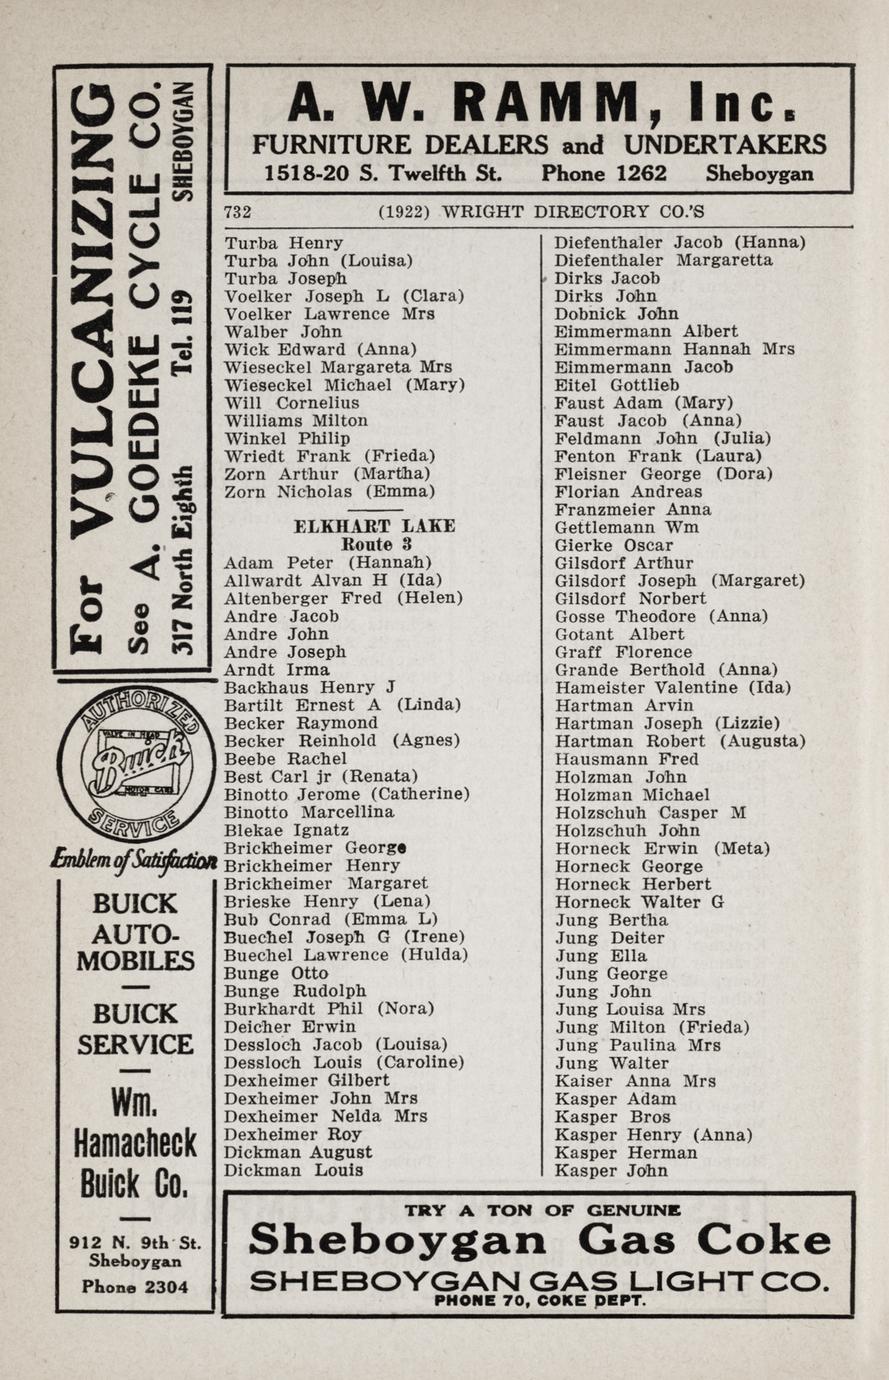 For VULCANIZING
See A. GOEDEKE CYCLE CO.
317 North Eighth Tel. 119 SHEBOYGAN
AUTHORIZED
VALVE IN HEAD
Buick
MOTOR CARS
SERVICE
Emblem of Satisfaction
BUICK
AUTO-
MOBILES
BUICK
SERVICE
Wm.
Hamacheck
Buick Co.
912 N. 9th St.
Sheboygan
Phone 2304
A. W. RAMM, Inc.
FURNITURE DEALERS and UNDERTAKERS
1518-20 S. Twelfth St. Phone 1262 Sheboygan
732 (1922) WRIGHT DIRECTORY CO.'S
Turba Henry
Turba John (Louisa)
Turba Joseph
Voelker Joseph L (Clara)
Voelker Lawrence Mrs
Walber John
Wick Edward (Anna)
Wieseckel Margareta Mrs
Wieseckel Michael (Mary)
Will Cornelius
Williams Milton
Winkel Philip
Wriedt Frank (Frieda)
Zorn Arthur (Martha)
Zorn Nicholas (Emma)
ELKHART LAKE
Route 3
Adam Peter (Hannah)
Allwardt Alvan H (Ida)
Altenberger Fred (Helen)
Andre Jacob
Andre John
Andre Joseph
Arndt Irma
Backhaus Henry J
Bartilt Ernest A (Linda)
Becker Raymond
Becker Reinhold (Agnes)
Beebe Rachel
Best Carl jr (Renata)
Binotto Jerome (Catherine)
Binotto Marcellina
Blekae Ignatz
Brickheimer George
Brickheimer Henry
Brickheimer Margaret
Brieske Henry (Lena)
Bub Conrad (Emma L)
Buechel Joseph G (Irene)
Buechel Lawrence (Hulda)
Bunge Otto
Bunge Rudolph
Burkhardt Phil (Nora)
Deicher Erwin
Dessloch Jacob (Louisa)
Dessloch Louis (Caroline)
Dexheimer Gilbert
Dexheimer John Mrs
Dexheimer Nelda Mrs
Dexheimer Roy
Dickman August
Dickman Louis
Diefenthaler Jacob (Hanna)
Diefenthaler Margaretta
Dirks Jacob
Dirks John
Dobnick John
Eimmermann Albert
Eimmermann Hannah Mrs
Eimmermann Jacob
Eitel Gottlieb
Faust Adam (Mary)
Faust Jacob (Anna)
Feldmann John (Julia)
Fenton Frank (Laura)
Fleisner George (Dora)
Florian Andreas
Franzmeier Anna
Gettlemann Wm
Gierke Oscar
Gilsdorf Arthur
Gilsdorf Joseph (Margaret)
Gilsdorf Norbert
Gosse Theodore (Anna)
Gotant Albert
Graff Florence
Grande Berthold (Anna)
Hameister Valentine (Ida)
Hartman Arvin
Hartman Joseph (Lizzie)
Hartman Robert (Augusta)
Hausmann Fred
Holzman John
Holzman Michael
Holzschuh Casper M
Holzschuh John
Horneck Erwin (Meta)
Horneck George
Horneck Herbert
Horneck Walter G
Jung Bertha
Jung Deiter
Jung Ella
Jung George
Jung John
Jung Louisa Mrs
Jung Milton (Frieda)
Jung Paulina Mrs
Jung Walter
Kaiser Anna Mrs
Kasper Adam
Kasper Bros
Kasper Henry (Anna)
Kasper Herman
Kasper John
TRY A TON OF GENUINE
Sheboygan Gas Coke
SHEBOYGAN GAS LIGHT CO.
PHONE 70, COKE DEPT.